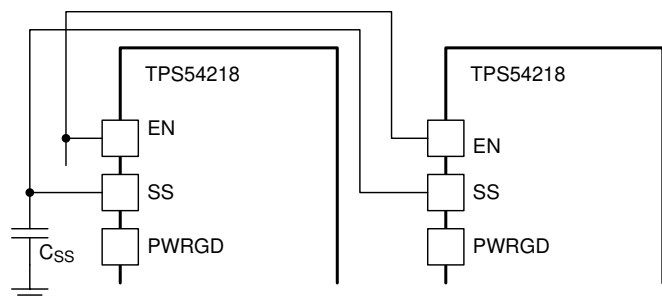 TPS54218
TPS54218
EN
EN
SS
SS
CSS
PWRGD
PWRGD